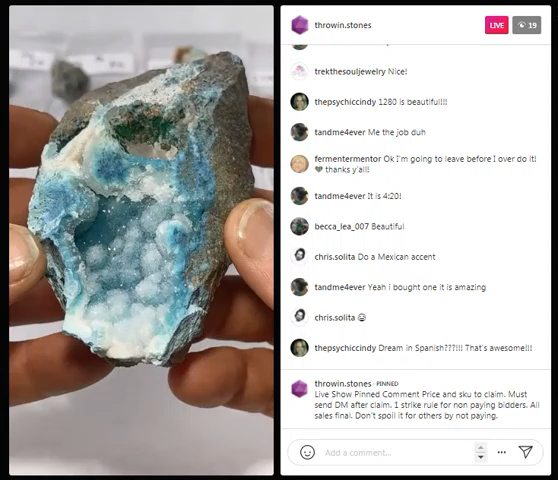 throwin.stones
LIVE
19
trekthesouljewelry Nice!
thepsychiccindy 1280 is beautiful!!!
tandme4ever Me the job duh
fermentermentor Ok I'm going to leave before I over do it!
🖤 thanks y'all!
tandme4ever It is 4:20!
becca_lea_007 Beautiful
chris.solita Do a Mexican accent
tandme4ever Yeah I bought one it is amazing
chris.solita 😂
thepsychiccindy Dream in Spanish???!!! That's awesome!!!
throwin.stones · PINNED
Live Show Pinned Comment Price and sku to claim. Must
send DM after claim. 1 strike rule for non paying bidders. All
sales final. Don't spoil it for others by not paying.
Add a comment...